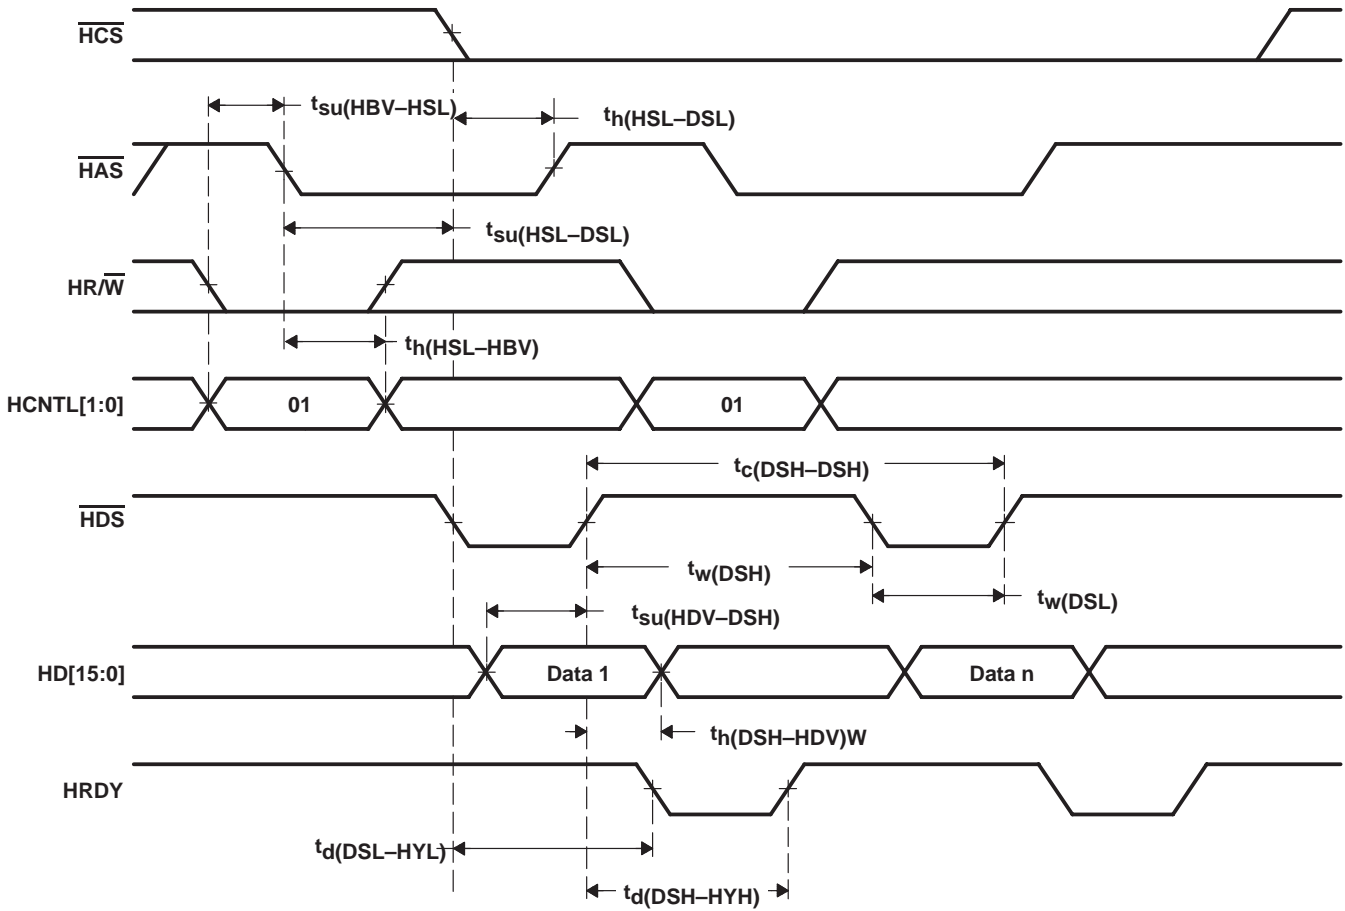 HCS
tsu(HBV–HSL)
th(HSL–DSL)
HAS
tsu(HSL–DSL)
HR/W
th(HSL–HBV)
HCNTL[1:0]
01
01
tc(DSH–DSH)
HDS
tw(DSH)
tw(DSL)
tsu(HDV–DSH)
HD[15:0]
Data 1
Data n
th(DSH–HDV)W
HRDY
td(DSL–HYL)
td(DSH–HYH)